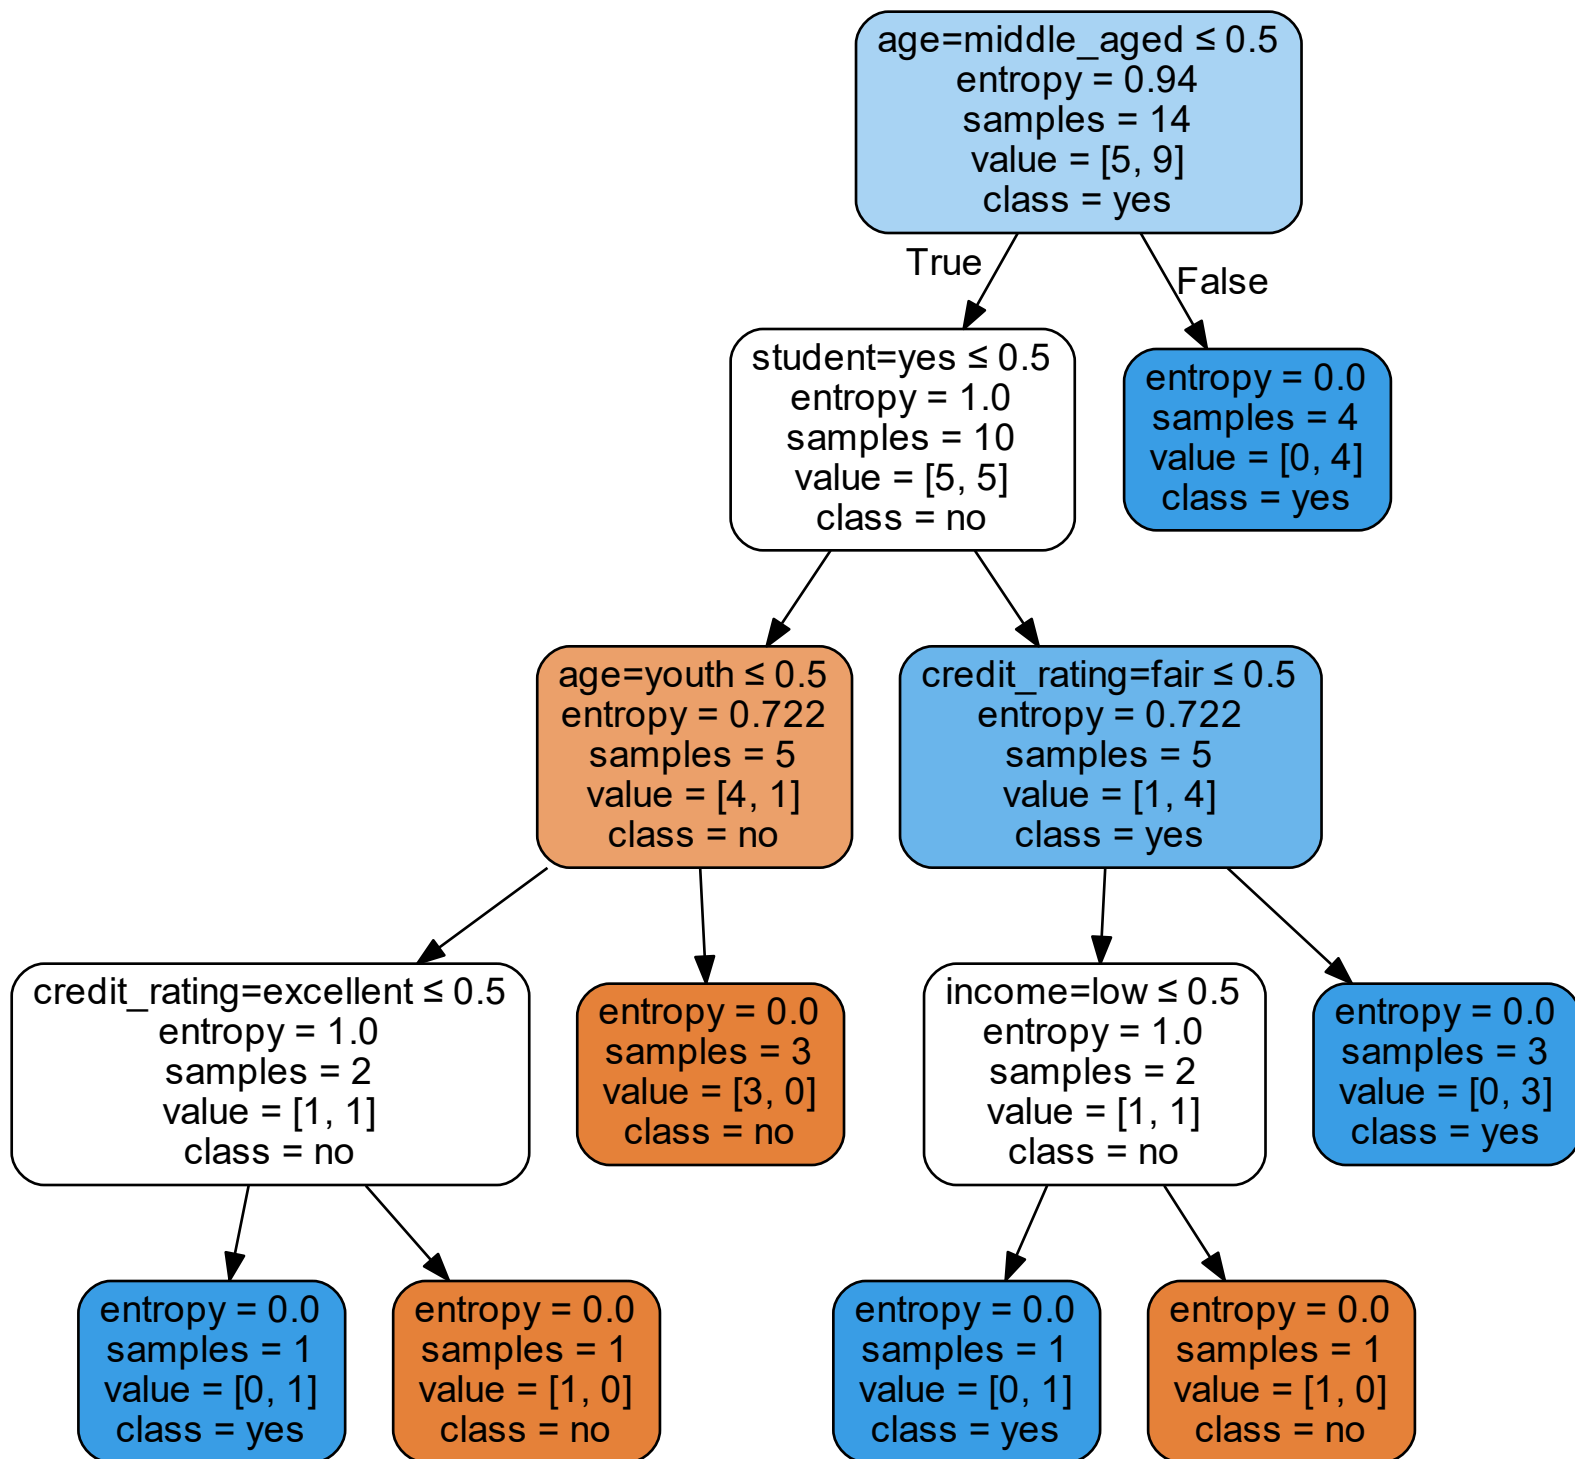 age=middle_aged ≤ 0.5
entropy = 0.94
samples = 14
value = [5, 9]
class = yes
True
False
student=yes ≤ 0.5
entropy = 1.0
samples = 10
value = [5, 5]
class = no
entropy = 0.0
samples = 4
value = [0, 4]
class = yes
age=youth ≤ 0.5
entropy = 0.722
samples = 5
value = [4, 1]
class = no
credit_rating=fair ≤ 0.5
entropy = 0.722
samples = 5
value = [1, 4]
class = yes
credit_rating=excellent ≤ 0.5
entropy = 1.0
samples = 2
value = [1, 1]
class = no
entropy = 0.0
samples = 3
value = [3, 0]
class = no
income=low ≤ 0.5
entropy = 1.0
samples = 2
value = [1, 1]
class = no
entropy = 0.0
samples = 3
value = [0, 3]
class = yes
entropy = 0.0
samples = 1
value = [0, 1]
class = yes
entropy = 0.0
samples = 1
value = [1, 0]
class = no
entropy = 0.0
samples = 1
value = [0, 1]
class = yes
entropy = 0.0
samples = 1
value = [1, 0]
class = no